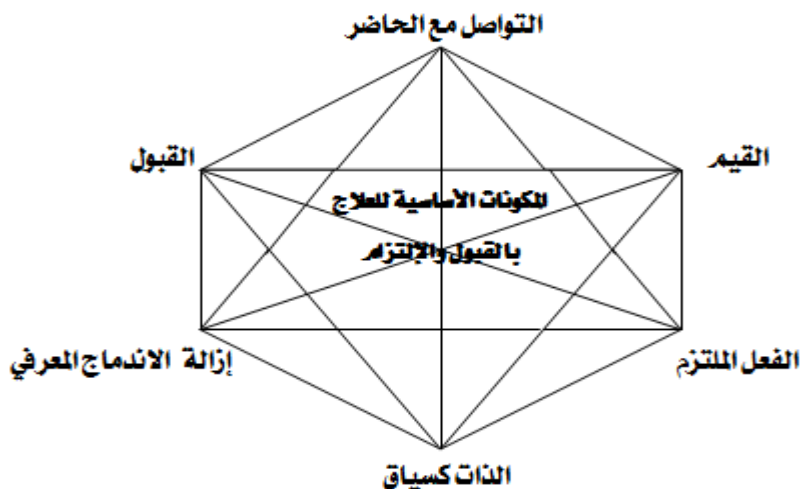 التواصل مع الحاضر
القيم
القبول
المكونات الأساسية للعلاج
بالقبول والإلتزام
الفعل الملتزم
إزالة الاندماج المعرفي
الذات كسياق